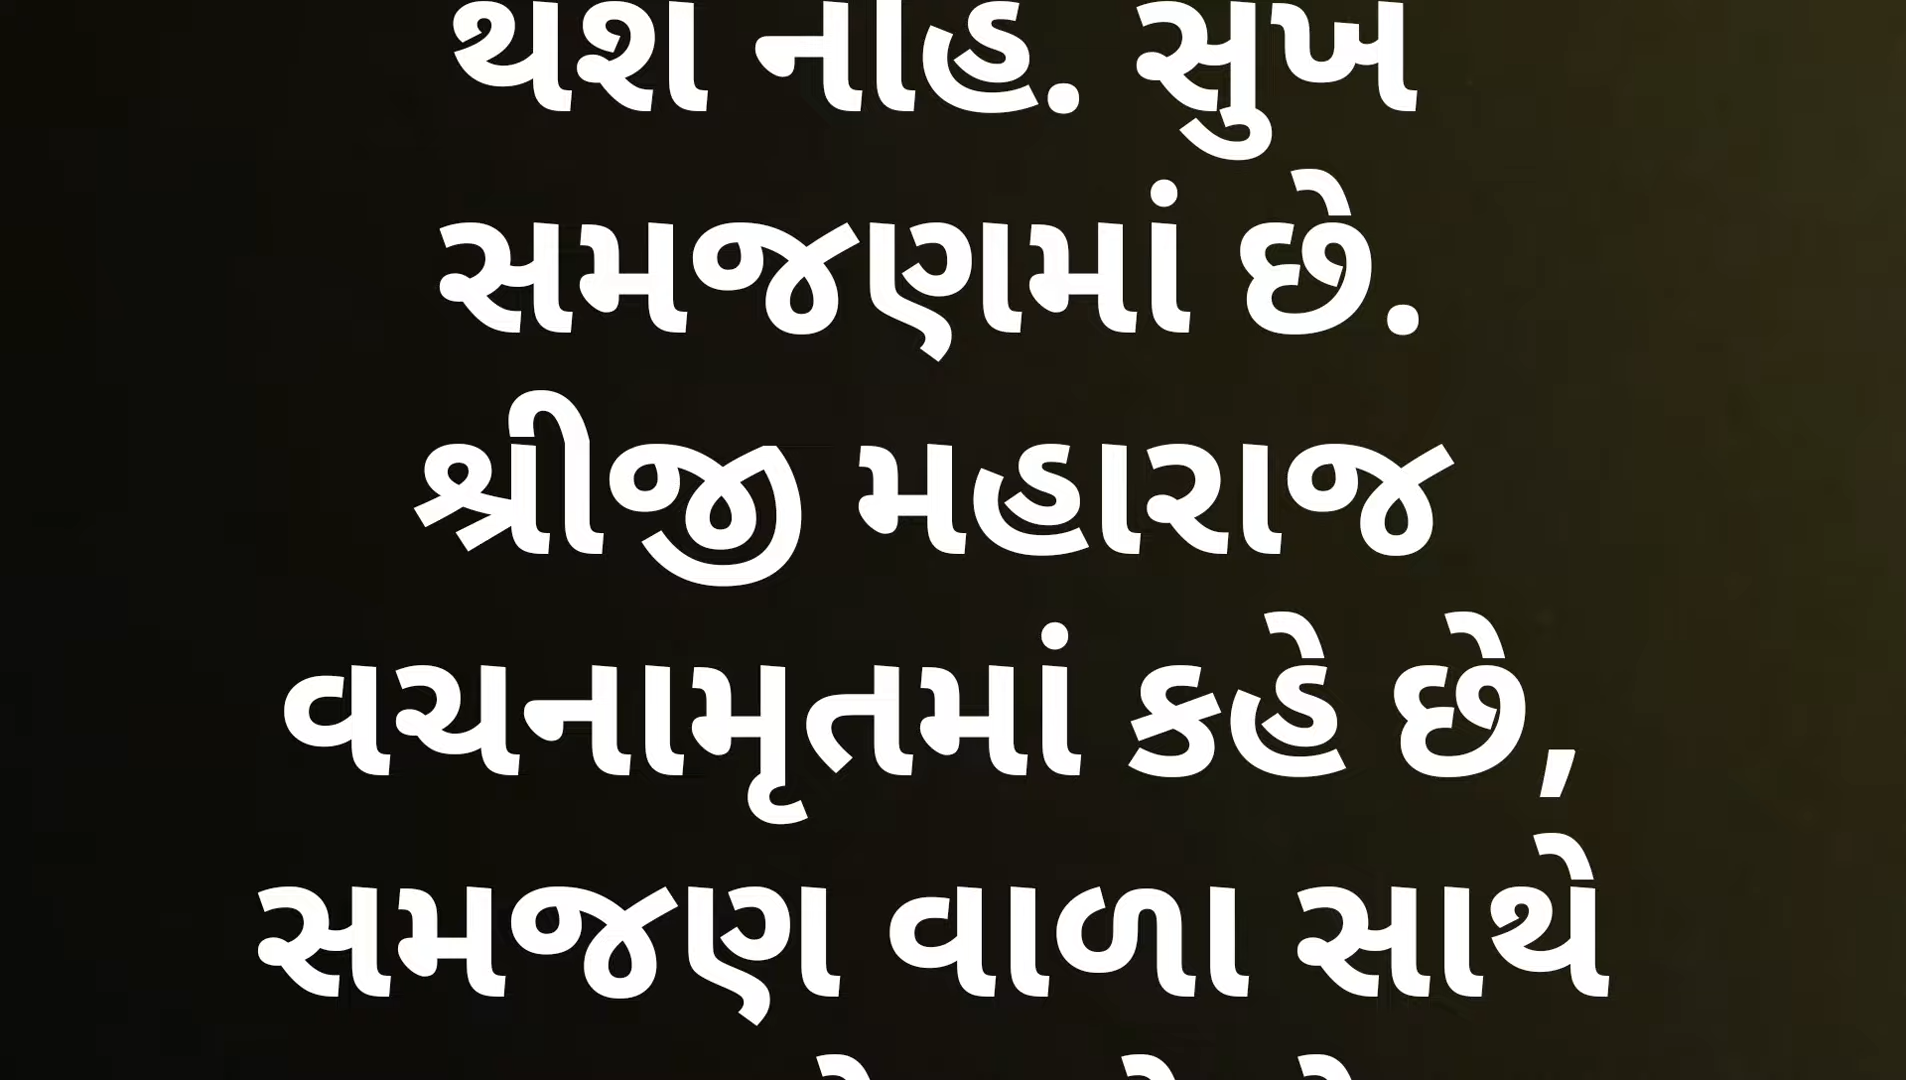 થશે નહિ. સુખ
સમજણમાં છે.
શ્રીજી મહારાજ
વચનામૃતમાં કહે છે,
સમજણ વાળા સાથે